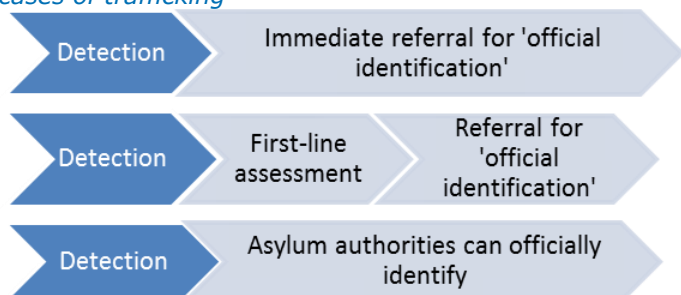 cases of trafficking
Detection
Immediate referral for 'official
identification'
Detection
First-line
assessment
Referral for
'official
identification'
Detection
Asylum authorities can officially
identify